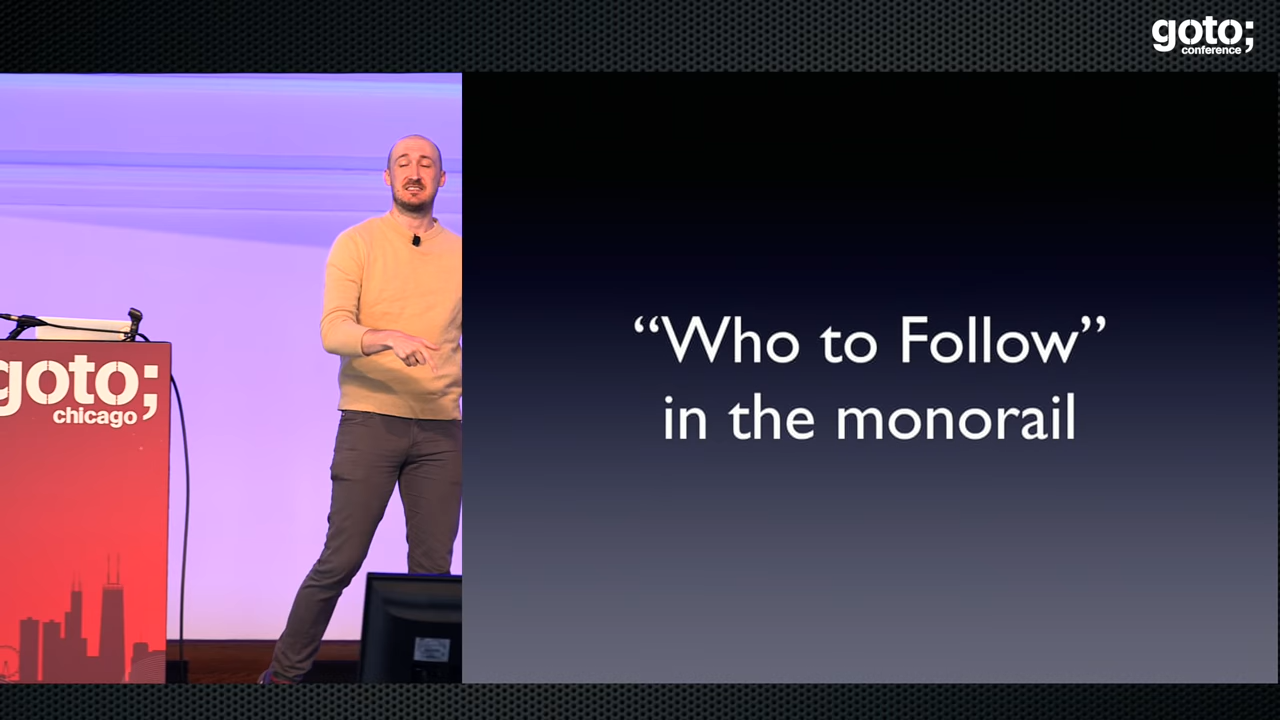 goto;
conference
“Who to Follow”
in the monorail
goto;
chicago